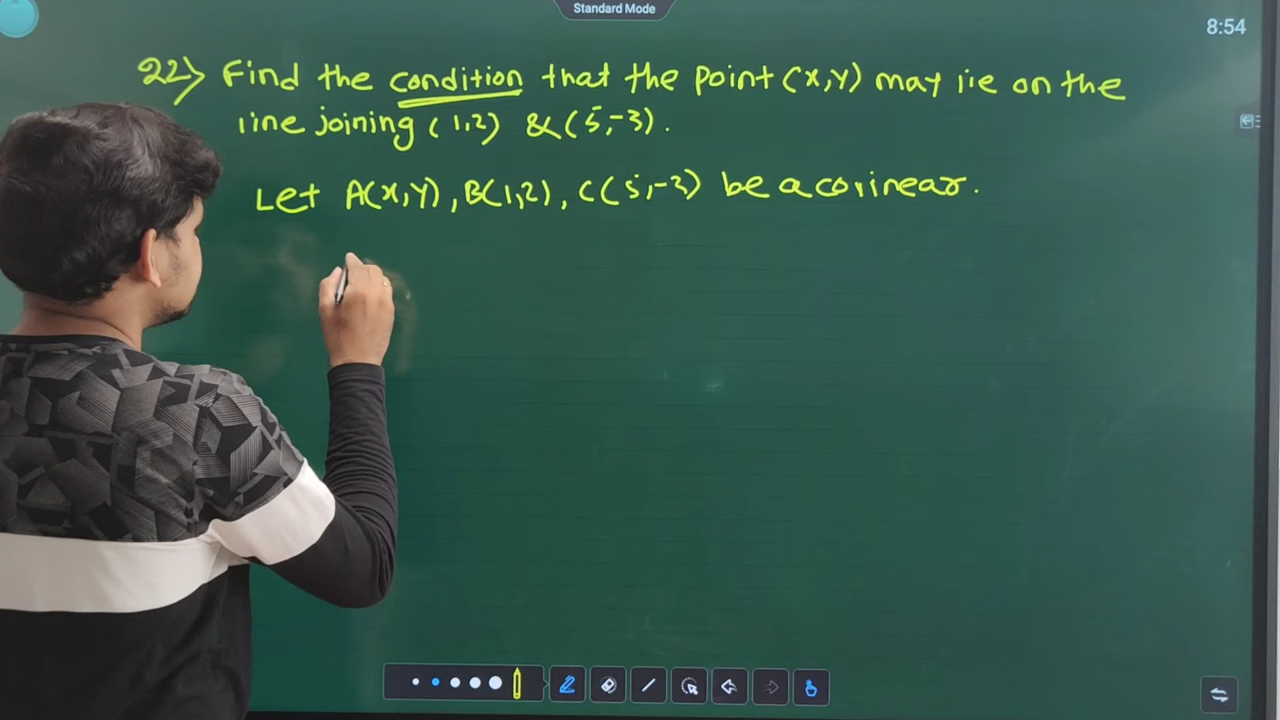 Standard Mode
8:54
22) Find the condition that the point (x,y) may lie on the
line joining (1,2) & (5,-3).
Let A(x,y), B(1,2), C(5,-3) be a colinear.